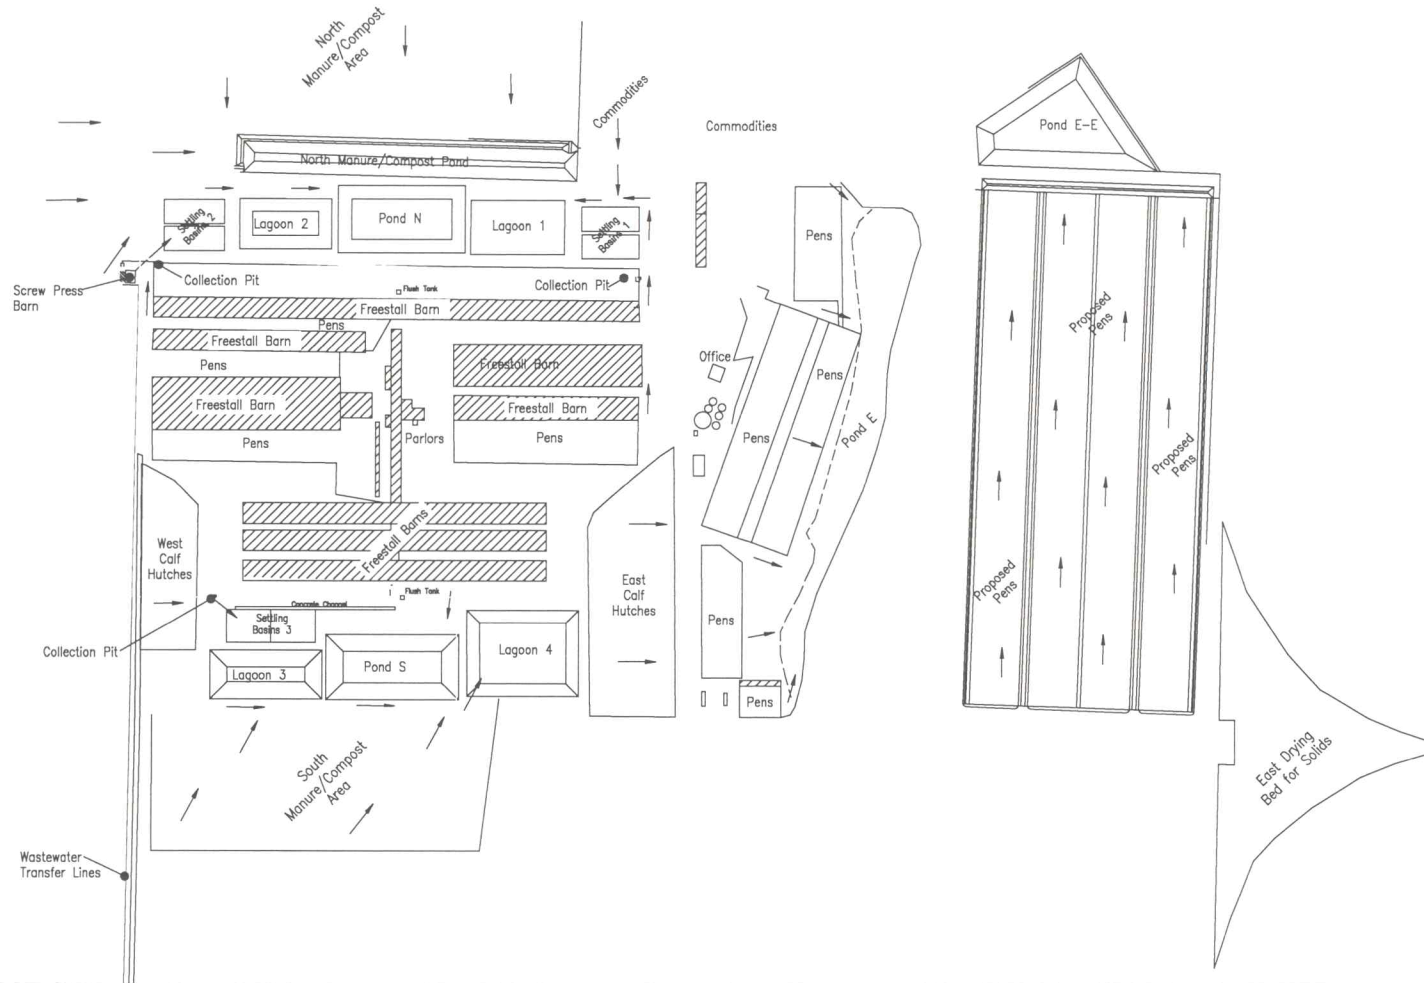 North
Manure/Compost
Area
Commodities
Commodities
Pond E-E
North Manure/Compost Pond
Settling
Basins 2
Lagoon 2
Pond N
Lagoon 1
Settling
Basins 1
Pens
Screw Press
Barn
Collection Pit
Flush Tank
Collection Pit
Freestall Barn
Pens
Freestall Barn
Pens
Freestall Barn
Office
Pens
Proposed
Pens
Freestall Barn
Freestall Barn
Pens
Parlors
Pens
Pens
Pond E
Proposed
Pens
Freestall Barns
West
Calf
Hutches
East
Calf
Hutches
Proposed
Pens
Flush Tank
Concrete Channel
Settling
Basins 3
Pens
Collection Pit
Lagoon 3
Pond S
Lagoon 4
Pens
South
Manure/Compost
Area
East Drying
Bed for Solids
Wastewater
Transfer Lines